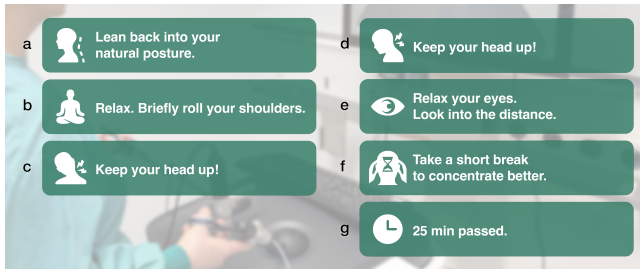 a
Lean back into your
natural posture.
b
Relax. Briefly roll your shoulders.
c
Keep your head up!
d
Keep your head up!
e
Relax your eyes.
Look into the distance.
f
Take a short break
to concentrate better.
g
25 min passed.